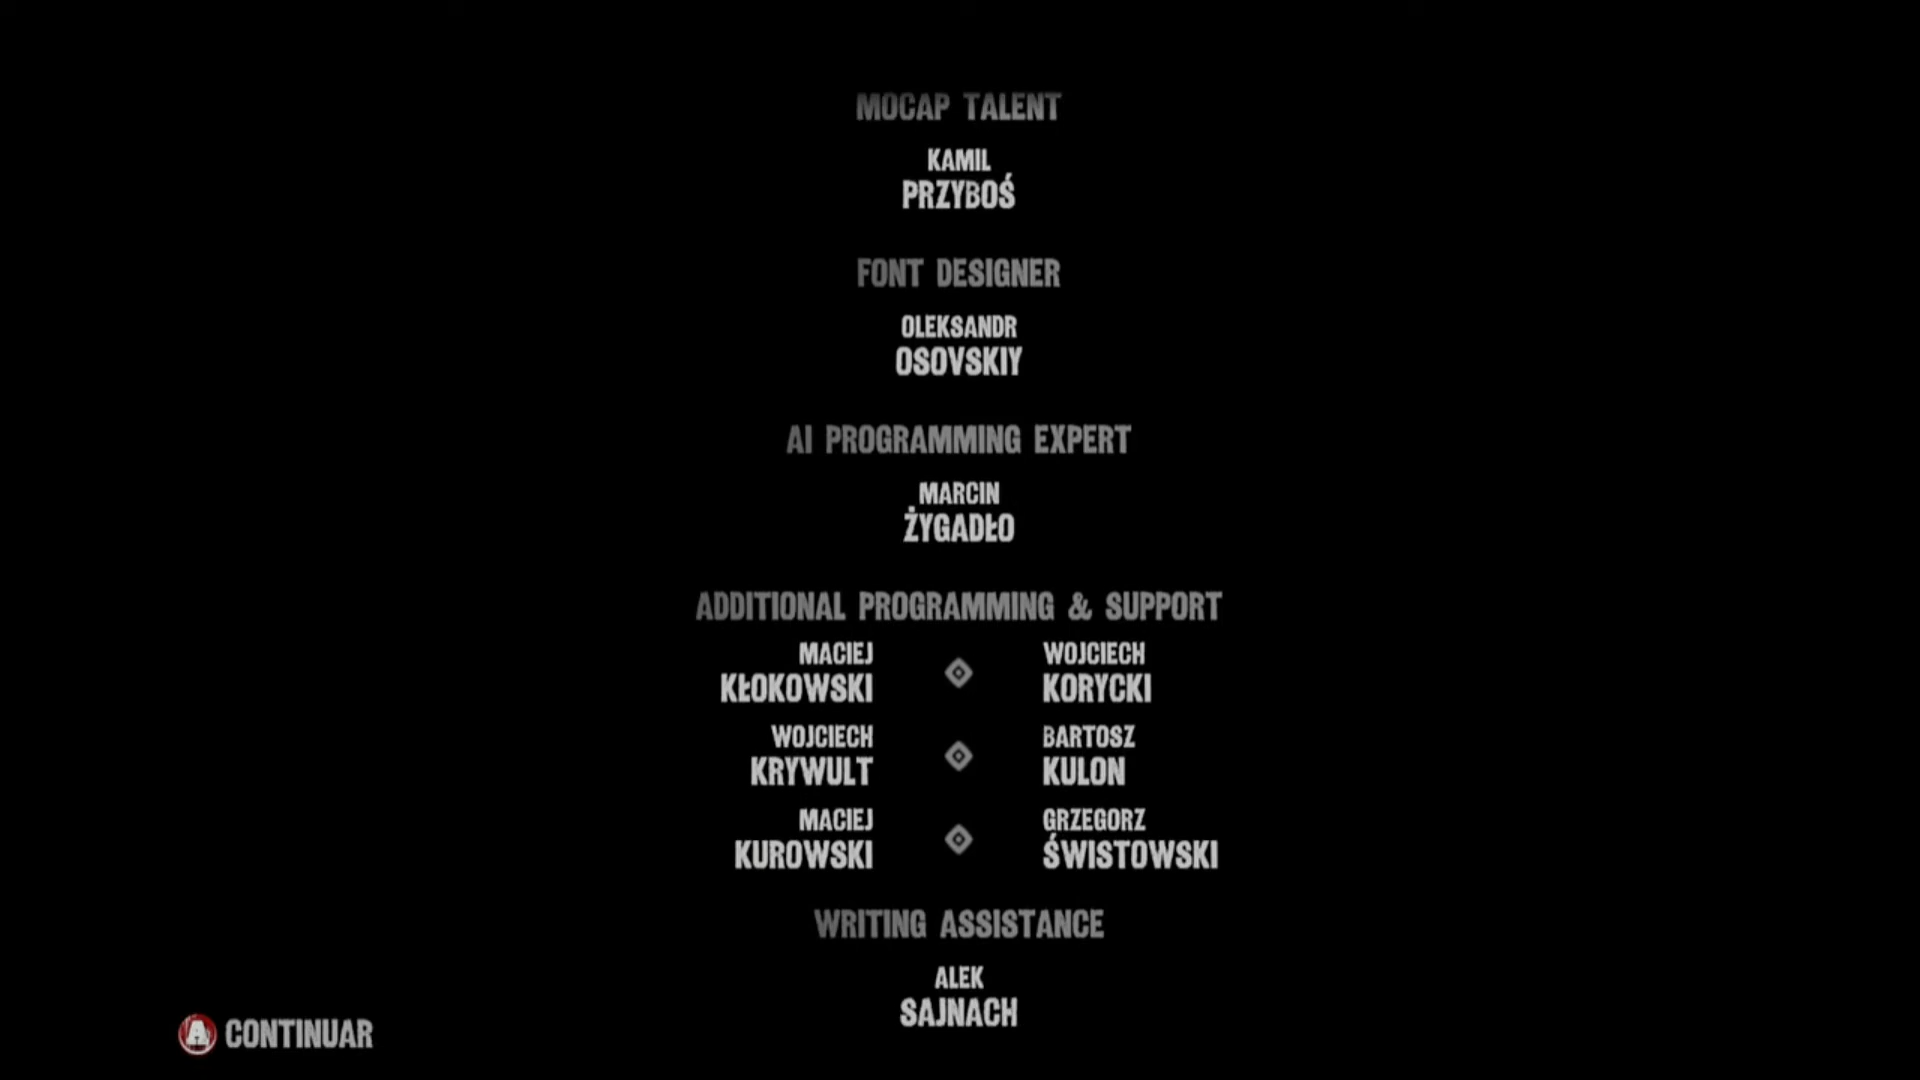 MOCAP TALENT
KAMIL
PRZYBOŚ
FONT DESIGNER
OLEKSANDR
OSOVSKIY
AI PROGRAMMING EXPERT
MARCIN
ŻYGADŁO
ADDITIONAL PROGRAMMING & SUPPORT
MACIEJ
KŁOKOWSKI
WOJCIECH
KORYCKI
WOJCIECH
KRYWULT
BARTOSZ
KULON
MACIEJ
KUROWSKI
GRZEGORZ
ŚWISTOWSKI
WRITING ASSISTANCE
ALEK
SAJNACH
A CONTINUAR